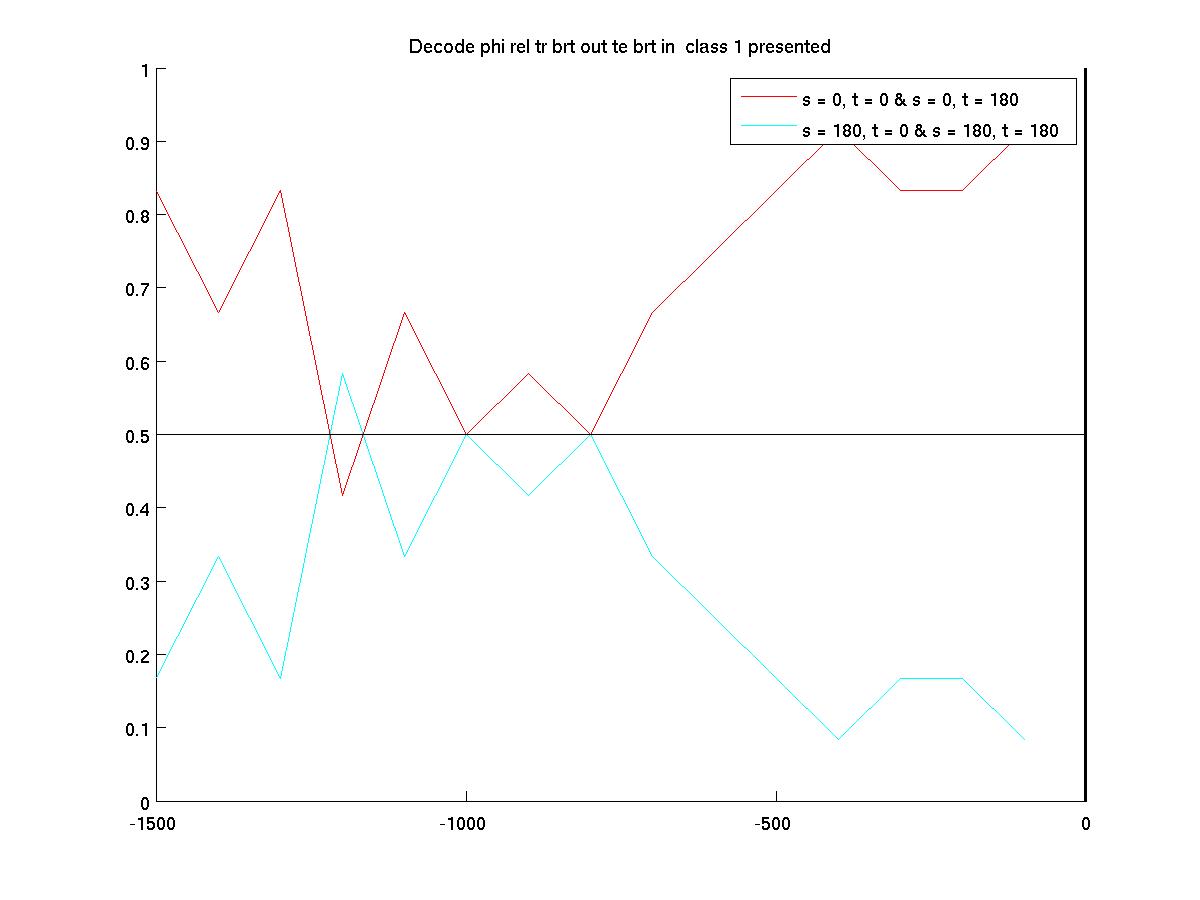 Decode phi rel tr brt out te brt in  class 1 presented
s = 0, t = 0 & s = 0, t = 180
s = 180, t = 0 & s = 180, t = 180
1
0.9
0.8
0.7
0.6
0.5
0.4
0.3
0.2
0.1
0
-1500 -1000 -500 0